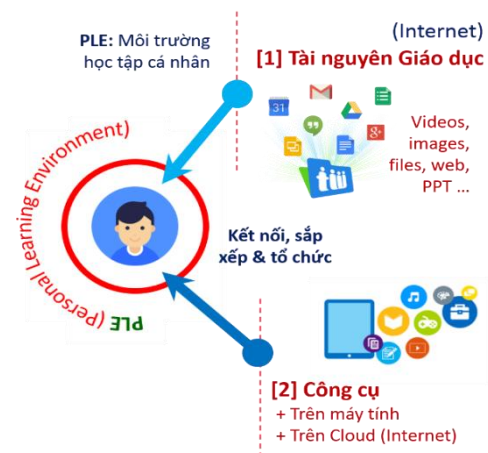 PLE: Môi trường
học tập cá nhân
(Internet)
[1] Tài nguyên Giáo dục
31
g+
Videos,
images,
files, web,
PPT ...
PLE (Personal Learning Environment)
Kết nối, sắp
xếp & tổ chức
[2] Công cụ
+ Trên máy tính
+ Trên Cloud (Internet)